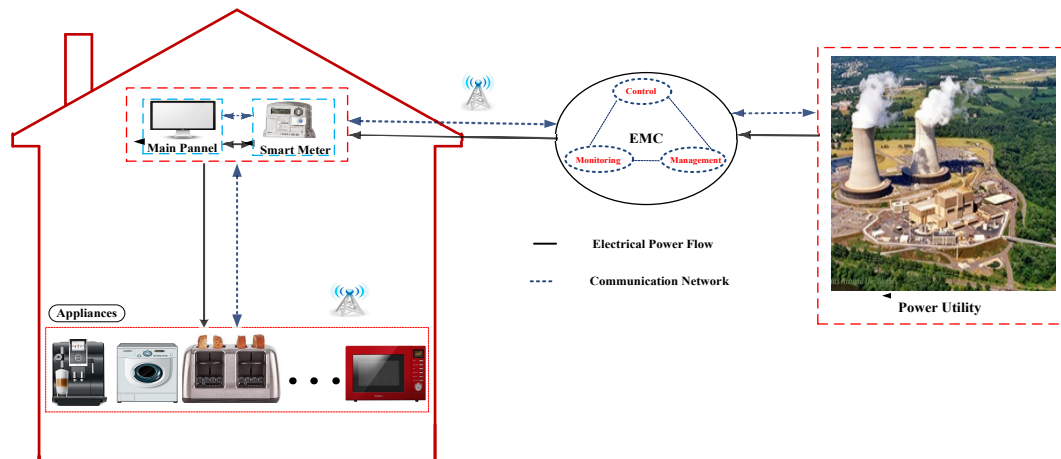 Control
EMC
Monitoring
Management
Main Pannel
Smart Meter
Electrical Power Flow
Communication Network
Power Utility
Appliances